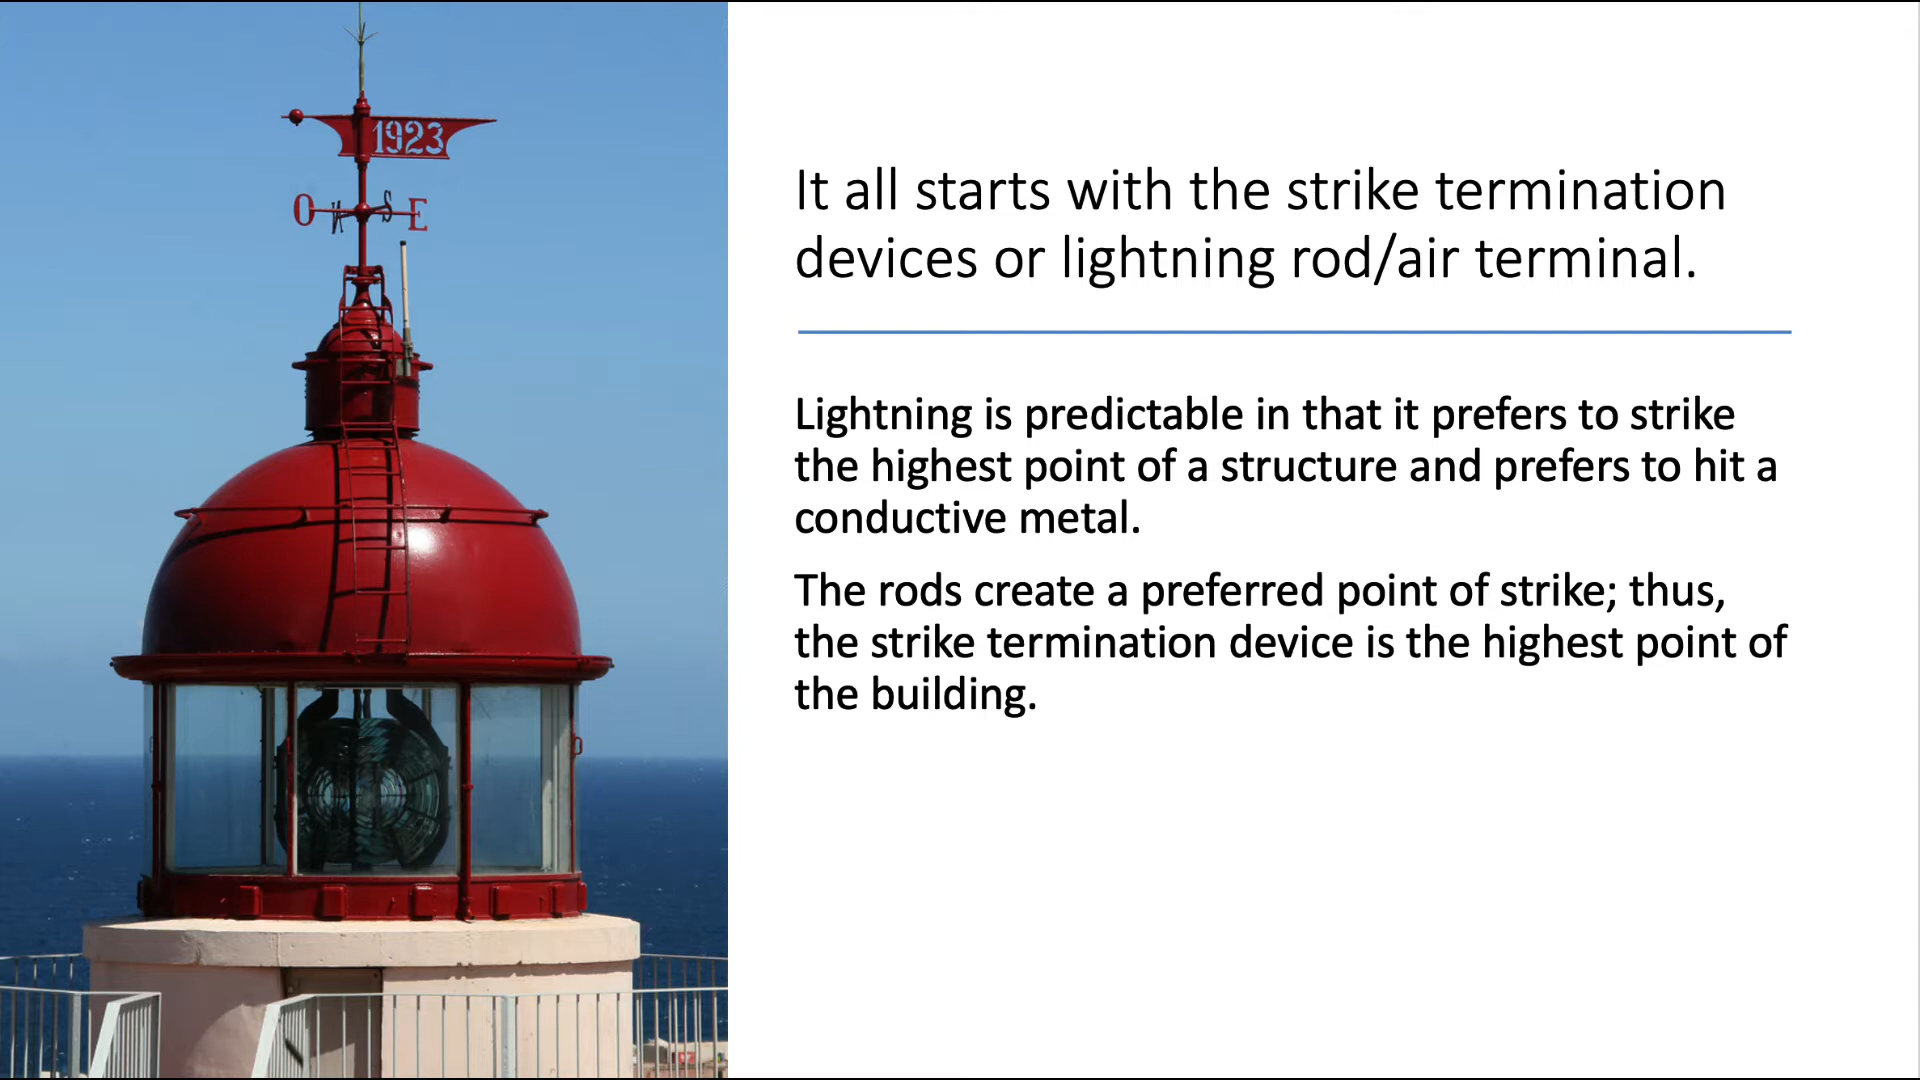 1923
O N S E
It all starts with the strike termination
devices or lightning rod/air terminal.
Lightning is predictable in that it prefers to strike
the highest point of a structure and prefers to hit a
conductive metal.
The rods create a preferred point of strike; thus,
the strike termination device is the highest point of
the building.